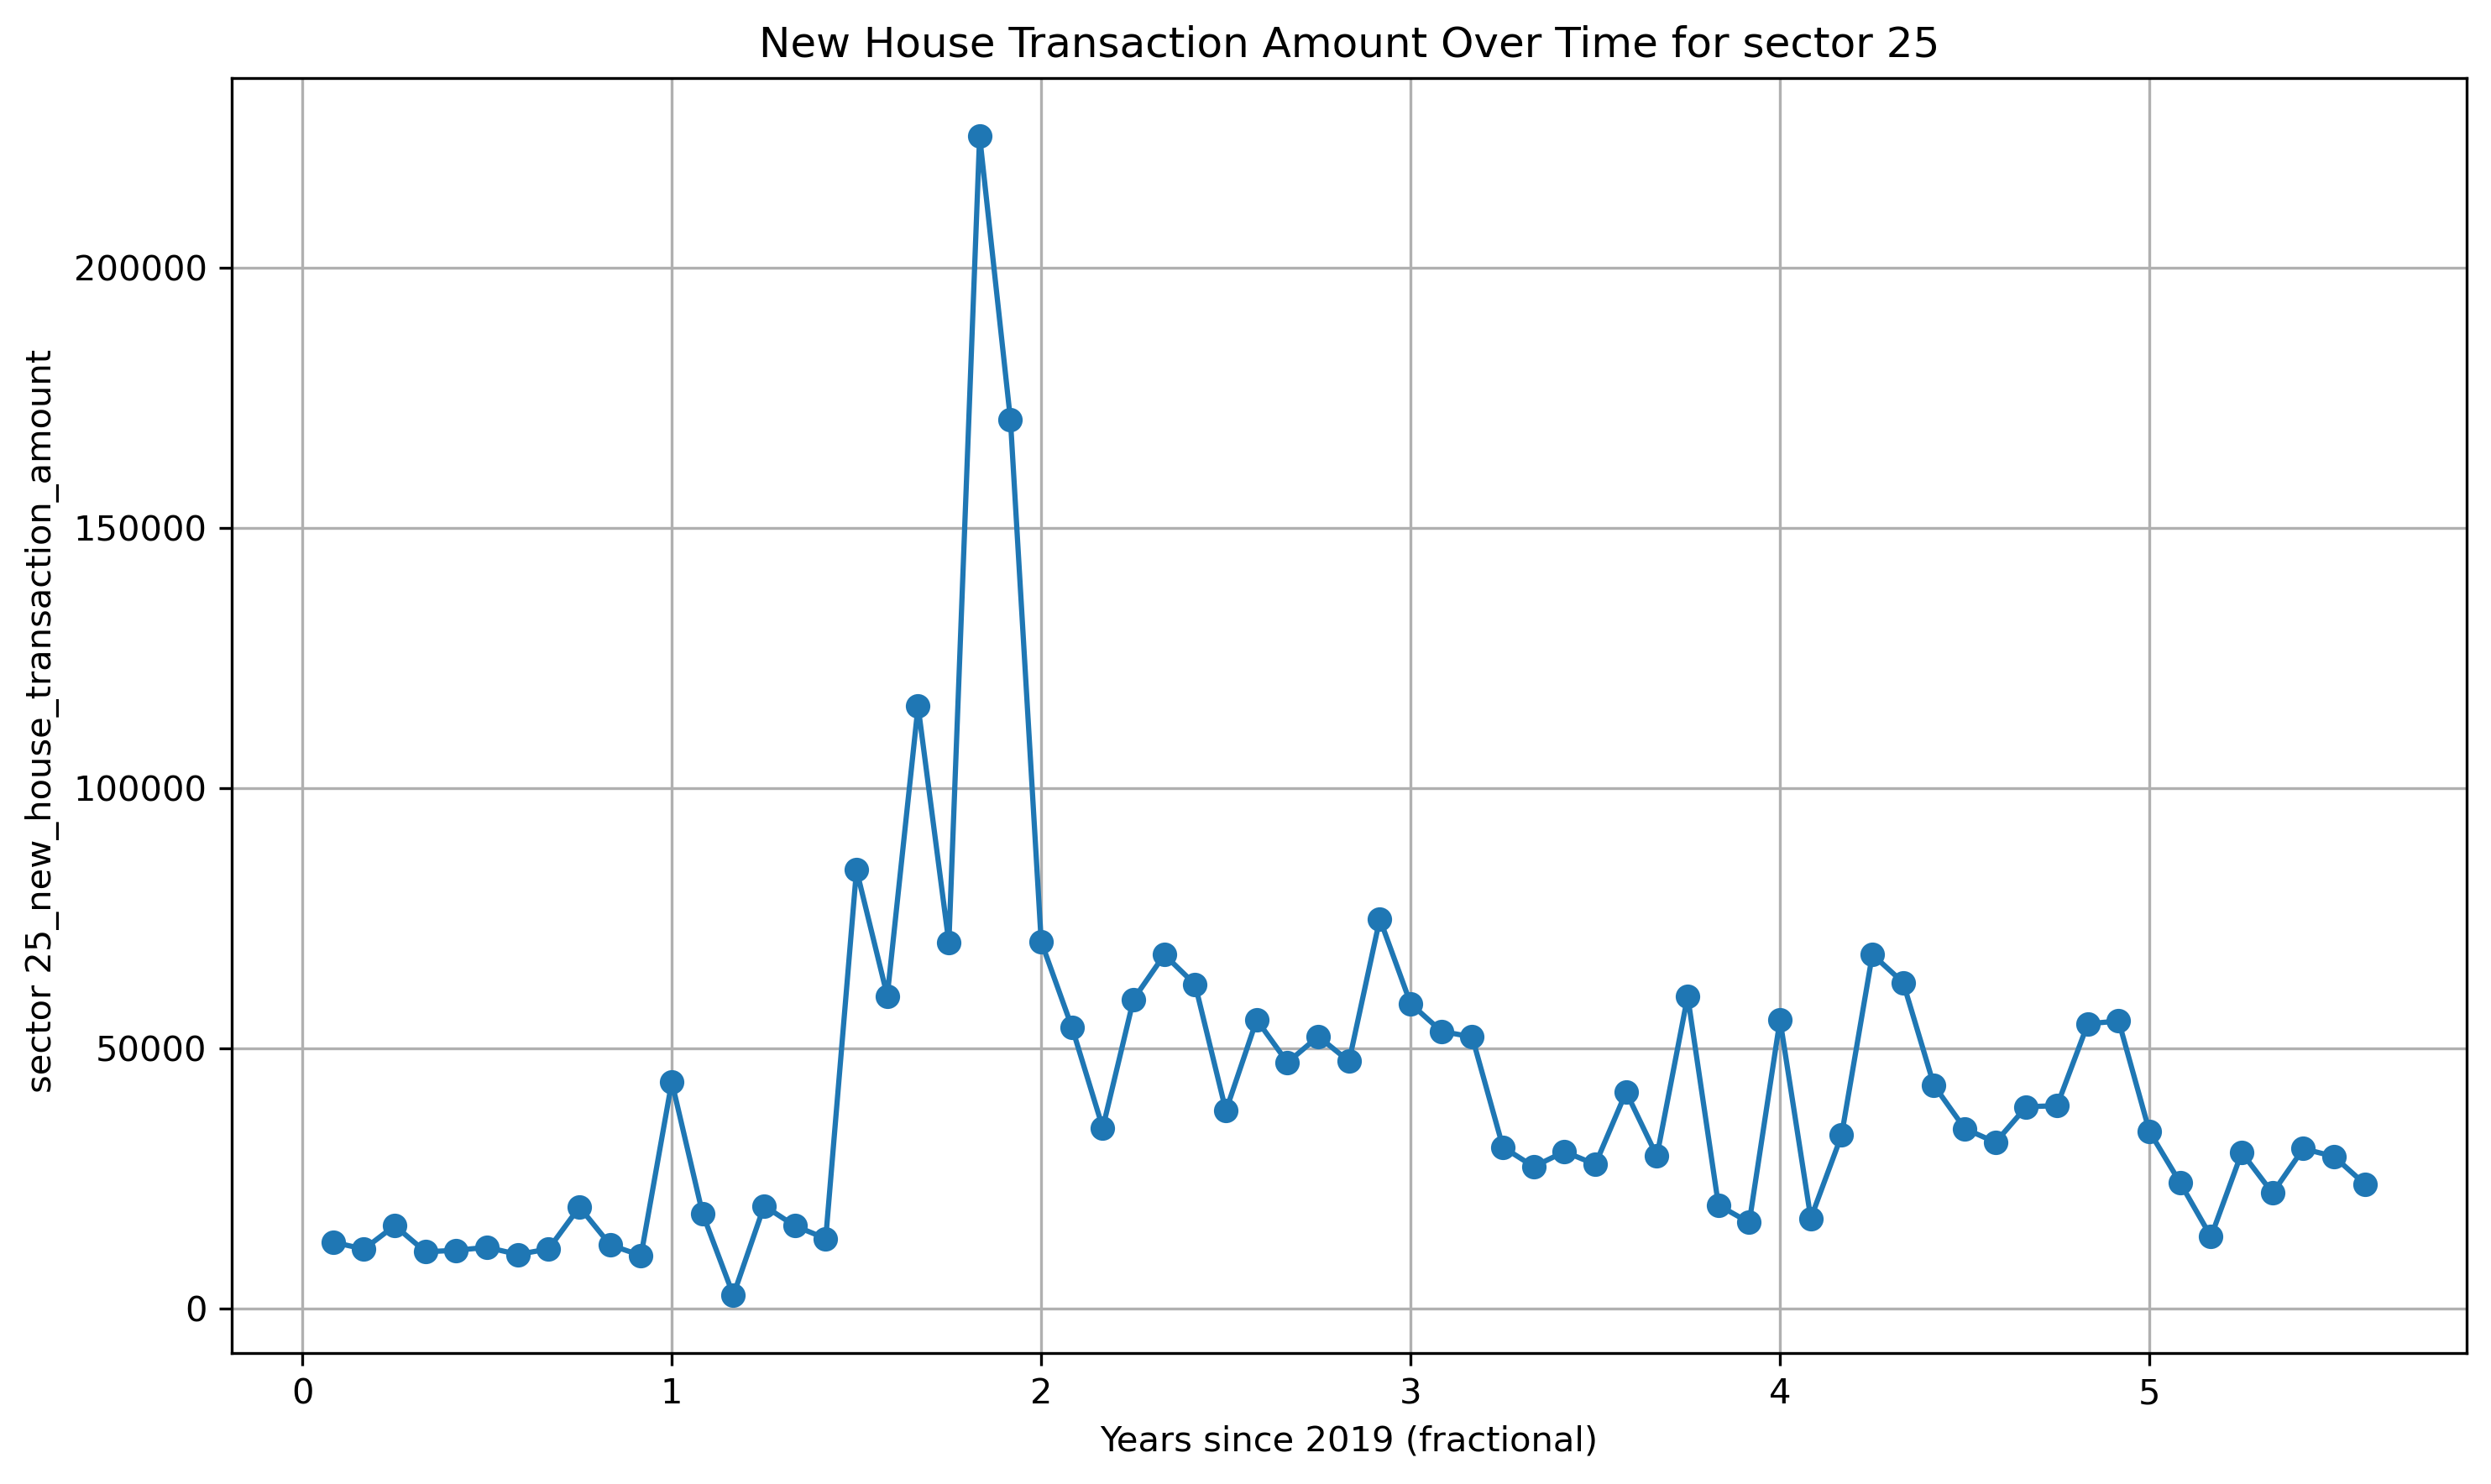 New House Transaction Amount Over Time for sector 25
sector 25_new_house_transaction_amount
200000
150000
100000
50000
0
0 1 2 3 4 5
Years since 2019 (fractional)